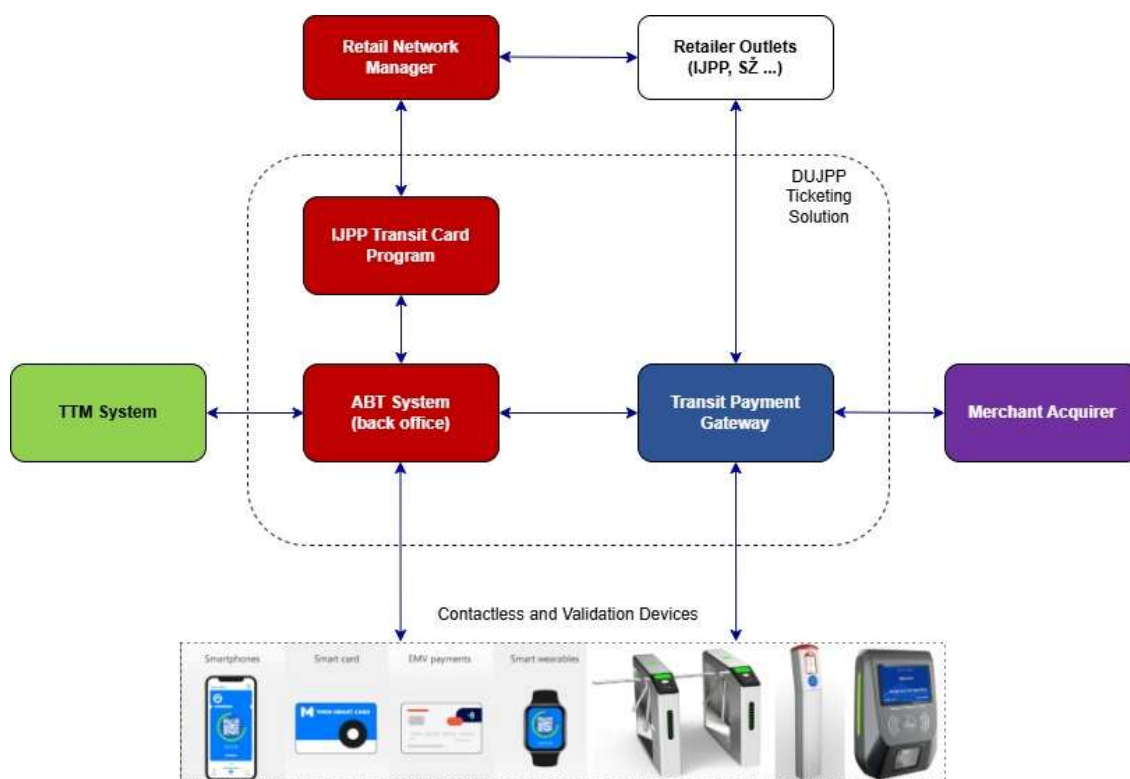 Retail Network
Manager
Retailer Outlets
(IJPP, SŽ ...)
DUJPP
Ticketing
Solution
IJPP Transit Card
Program
TTM System
ABT System
(back office)
Transit Payment
Gateway
Merchant Acquirer
Contactless and Validation Devices
Smartphones
Smart card
EMV payments
Smart wearables